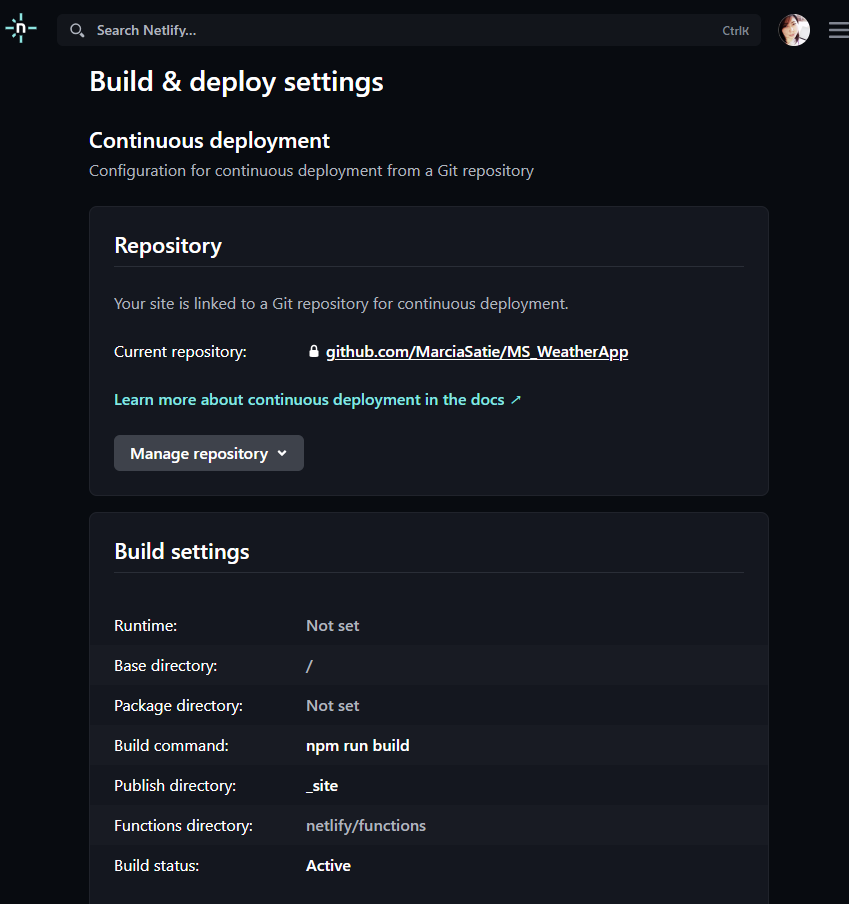 Search Netlify... CtrlK
Build & deploy settings
Continuous deployment
Configuration for continuous deployment from a Git repository
Repository
Your site is linked to a Git repository for continuous deployment.
Current repository: github.com/MarciaSatie/MS_WeatherApp
Learn more about continuous deployment in the docs ↗
Manage repository
Build settings
Runtime: Not set
Base directory: /
Package directory: Not set
Build command: npm run build
Publish directory: _site
Functions directory: netlify/functions
Build status: Active